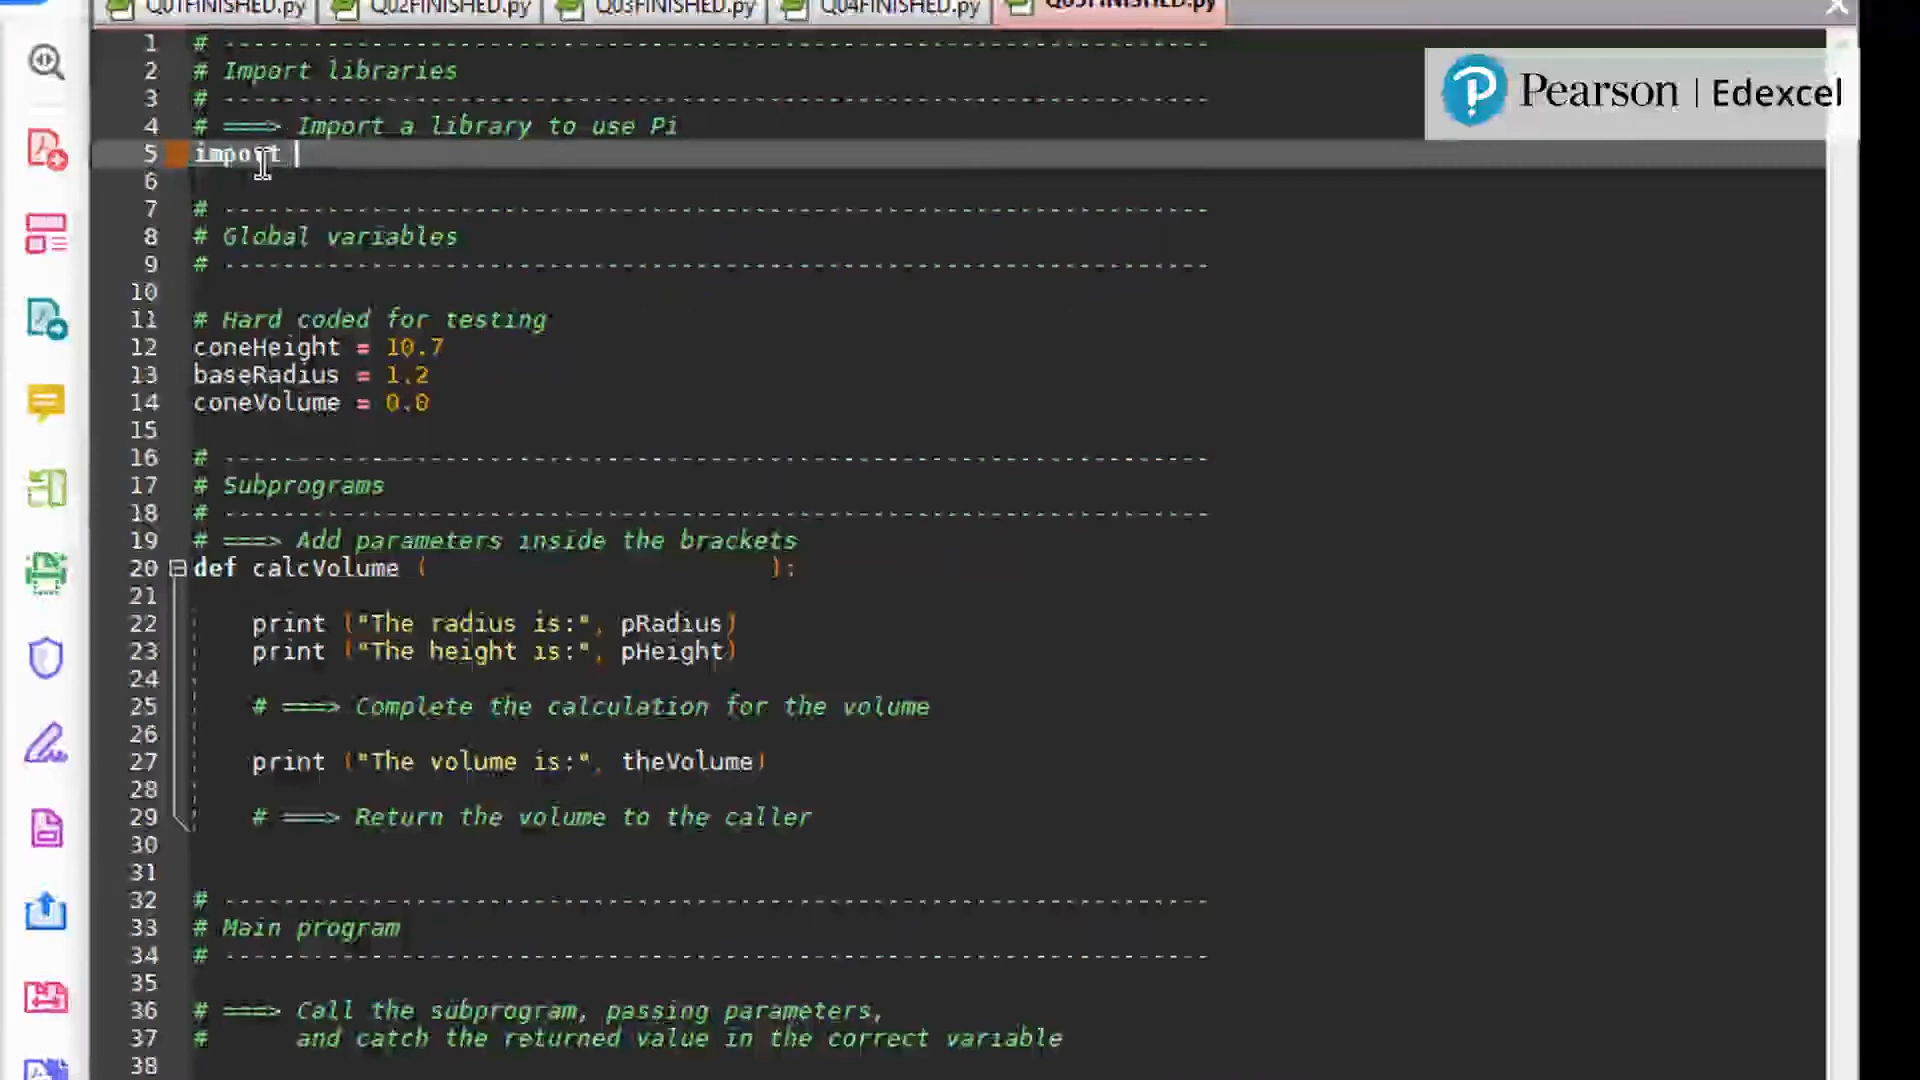 Q01FINISHED.py Q02FINISHED.py Q03FINISHED.py Q04FINISHED.py Q05FINISHED.py
Pearson | Edexcel
1 # ------------------------------------------------------------------
2 # Import libraries
3 # ------------------------------------------------------------------
4 # ===> Import a library to use Pi
5 import
6
7 # ------------------------------------------------------------------
8 # Global variables
9 # ------------------------------------------------------------------
10
11 # Hard coded for testing
12 coneHeight = 10.7
13 baseRadius = 1.2
14 coneVolume = 0.0
15
16 # ------------------------------------------------------------------
17 # Subprograms
18 # ------------------------------------------------------------------
19 # ===> Add parameters inside the brackets
20 def calcVolume ( ):
21
22 print ("The radius is:", pRadius)
23 print ("The height is:", pHeight)
24
25 # ===> Complete the calculation for the volume
26
27 print ("The volume is:", theVolume)
28
29 # ===> Return the volume to the caller
30
31
32 # ------------------------------------------------------------------
33 # Main program
34 # ------------------------------------------------------------------
35
36 # ===> Call the subprogram, passing parameters,
37 # and catch the returned value in the correct variable
38